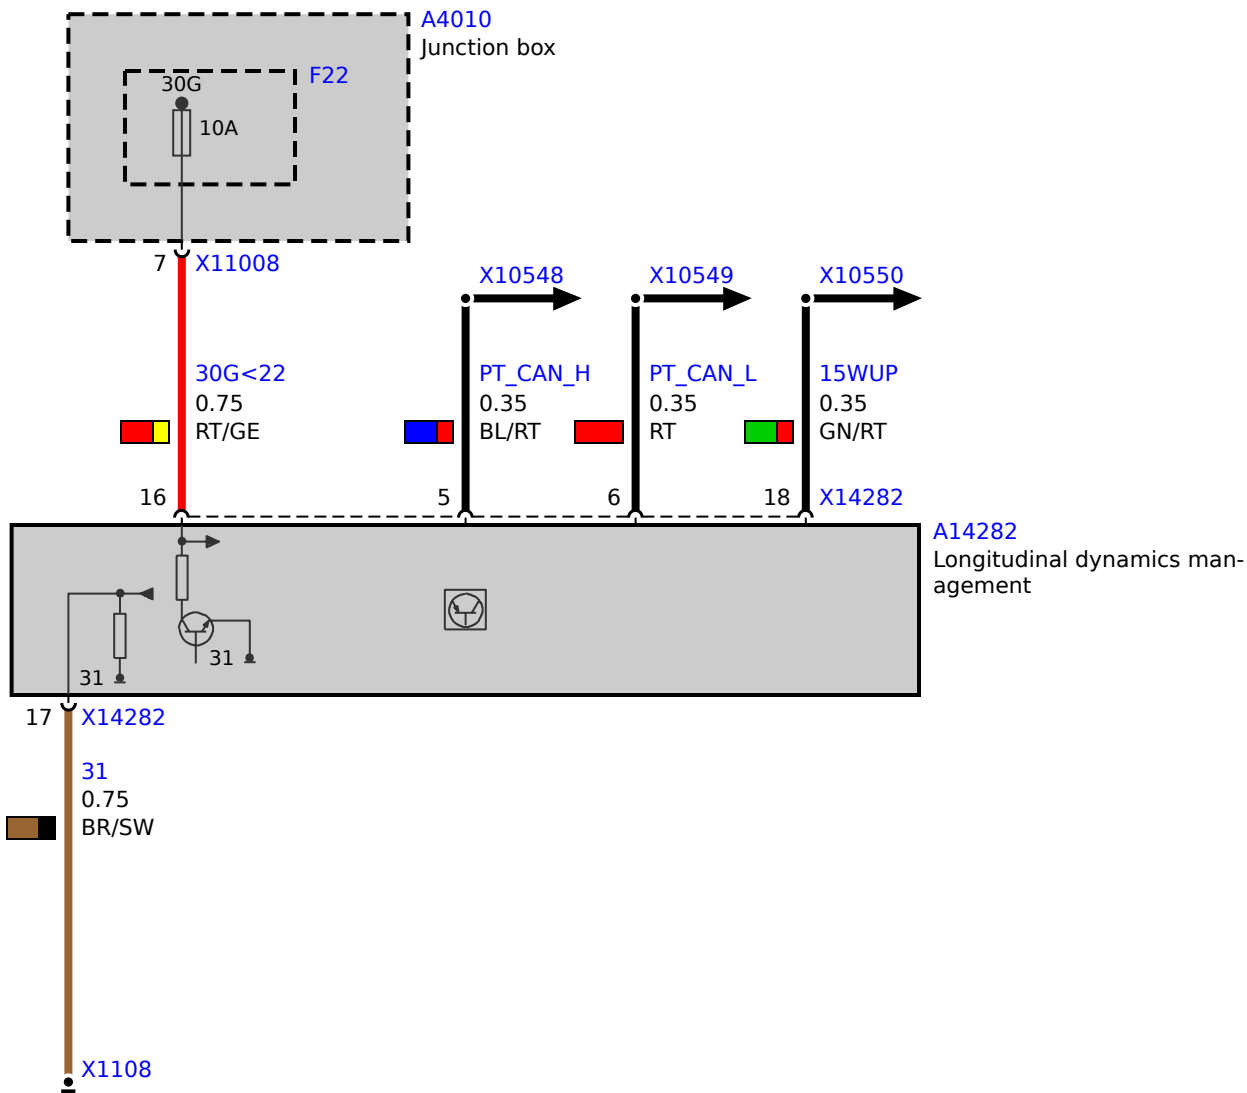 A4010
Junction box
F22
30G
10A
7 X11008
X10548 X10549 X10550
30G<22 PT_CAN_H PT_CAN_L 15WUP
0.75 0.35 0.35 0.35
RT/GE BL/RT RT GN/RT
16 5 6 18 X14282
A14282
Longitudinal dynamics man-
agement
31
31
17 X14282
31
0.75
BR/SW
X1108